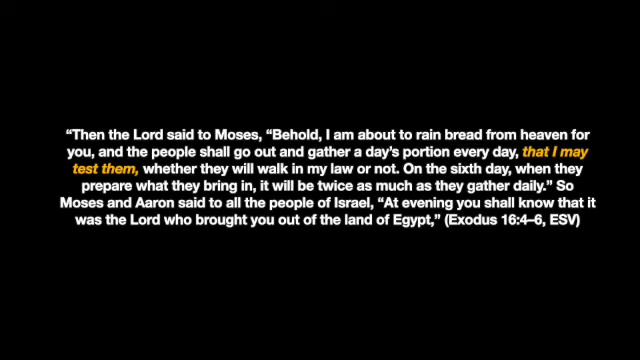 “Then the Lord said to Moses, “Behold, I am about to rain bread from heaven for
you, and the people shall go out and gather a day’s portion every day, that I may
test them, whether they will walk in my law or not. On the sixth day, when they
prepare what they bring in, it will be twice as much as they gather daily.” So
Moses and Aaron said to all the people of Israel, “At evening you shall know that it
was the Lord who brought you out of the land of Egypt,” (Exodus 16:4–6, ESV)